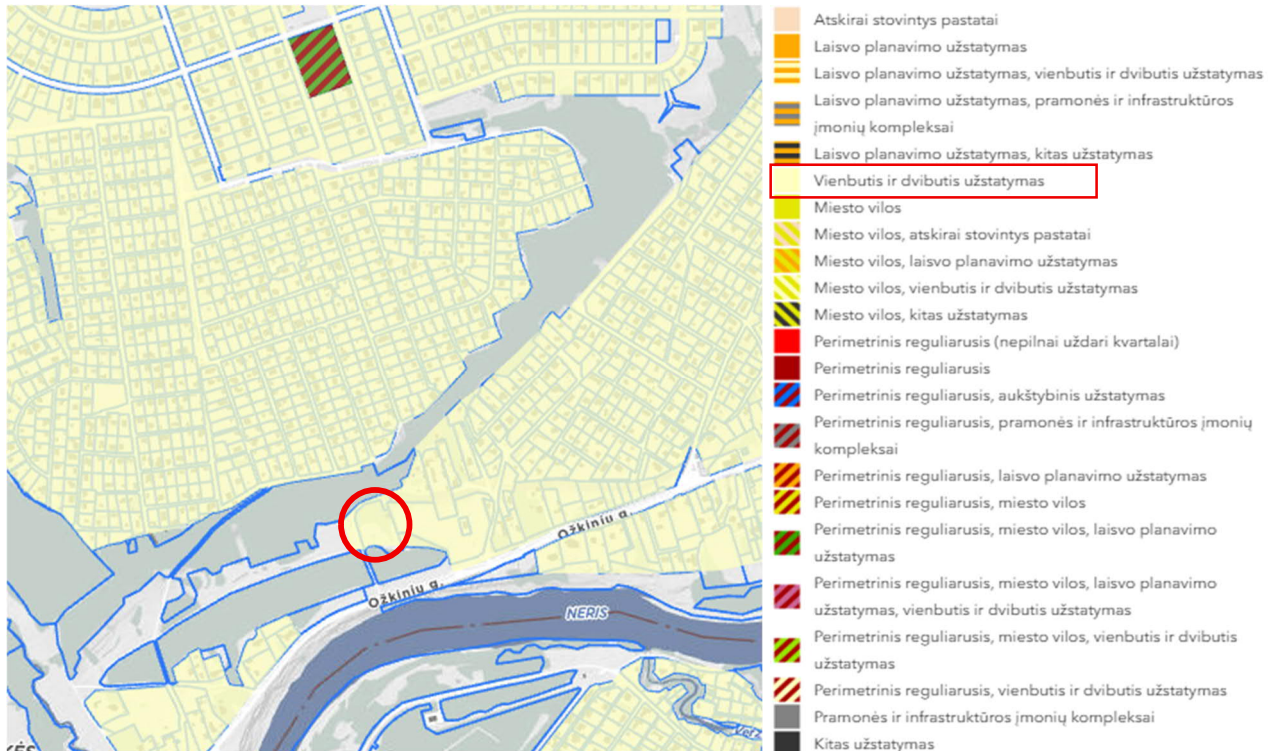 Ožkinių g.
Ožkinių g.
NERIS
Atskirai stovintys pastatai
Laisvo planavimo užstatymas
Laisvo planavimo užstatymas, vienbutis ir dvibutis užstatymas
Laisvo planavimo užstatymas, pramonės ir infrastruktūros
įmonių kompleksai
Laisvo planavimo užstatymas, kitas užstatymas
Vienbutis ir dvibutis užstatymas
Miesto vilos
Miesto vilos, atskirai stovintys pastatai
Miesto vilos, laisvo planavimo užstatymas
Miesto vilos, vienbutis ir dvibutis užstatymas
Miesto vilos, kitas užstatymas
Perimetrinis reguliarusis (nepilnai uždari kvartalai)
Perimetrinis reguliarusis
Perimetrinis reguliarusis, aukštybinis užstatymas
Perimetrinis reguliarusis, pramonės ir infrastruktūros įmonių
kompleksai
Perimetrinis reguliarusis, laisvo planavimo užstatymas
Perimetrinis reguliarusis, miesto vilos
Perimetrinis reguliarusis, miesto vilos, laisvo planavimo
užstatymas
Perimetrinis reguliarusis, miesto vilos, laisvo planavimo
užstatymas, vienbutis ir dvibutis užstatymas
Perimetrinis reguliarusis, miesto vilos, vienbutis ir dvibutis
užstatymas
Perimetrinis reguliarusis, vienbutis ir dvibutis užstatymas
Pramonės ir infrastruktūros įmonių kompleksai
Kitas užstatymas